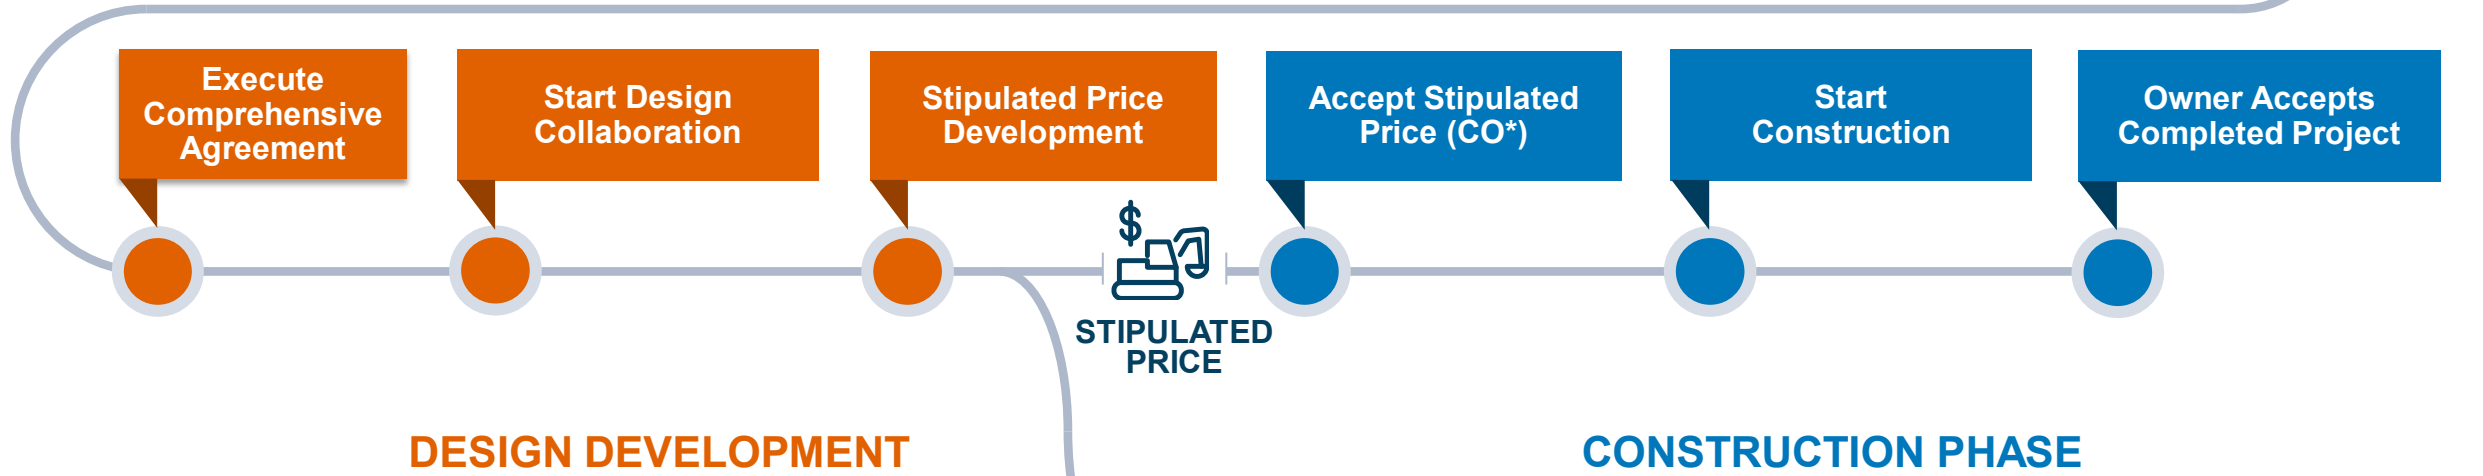 Execute
Comprehensive
Agreement
Start Design
Collaboration
Stipulated Price
Development
Accept Stipulated
Price (CO*)
Start
Construction
Owner Accepts
Completed Project
$
STIPULATED
PRICE
DESIGN DEVELOPMENT
CONSTRUCTION PHASE